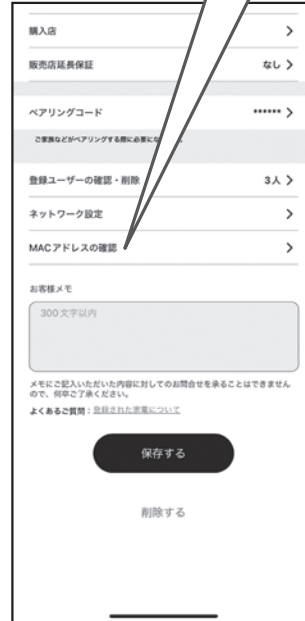 購入店
販売店延長保証 なし
ペアリングコード ******
ご家族などがペアリングする際に必要にな
登録ユーザーの確認・削除 3人
ネットワーク設定
MACアドレスの確認
お客様メモ
300文字以内
メモにご記入いただいた内容に対してのお問合せを承ることはできません
ので、何卒ご了承ください。
よくあるご質問：登録された家電について
保存する
削除する